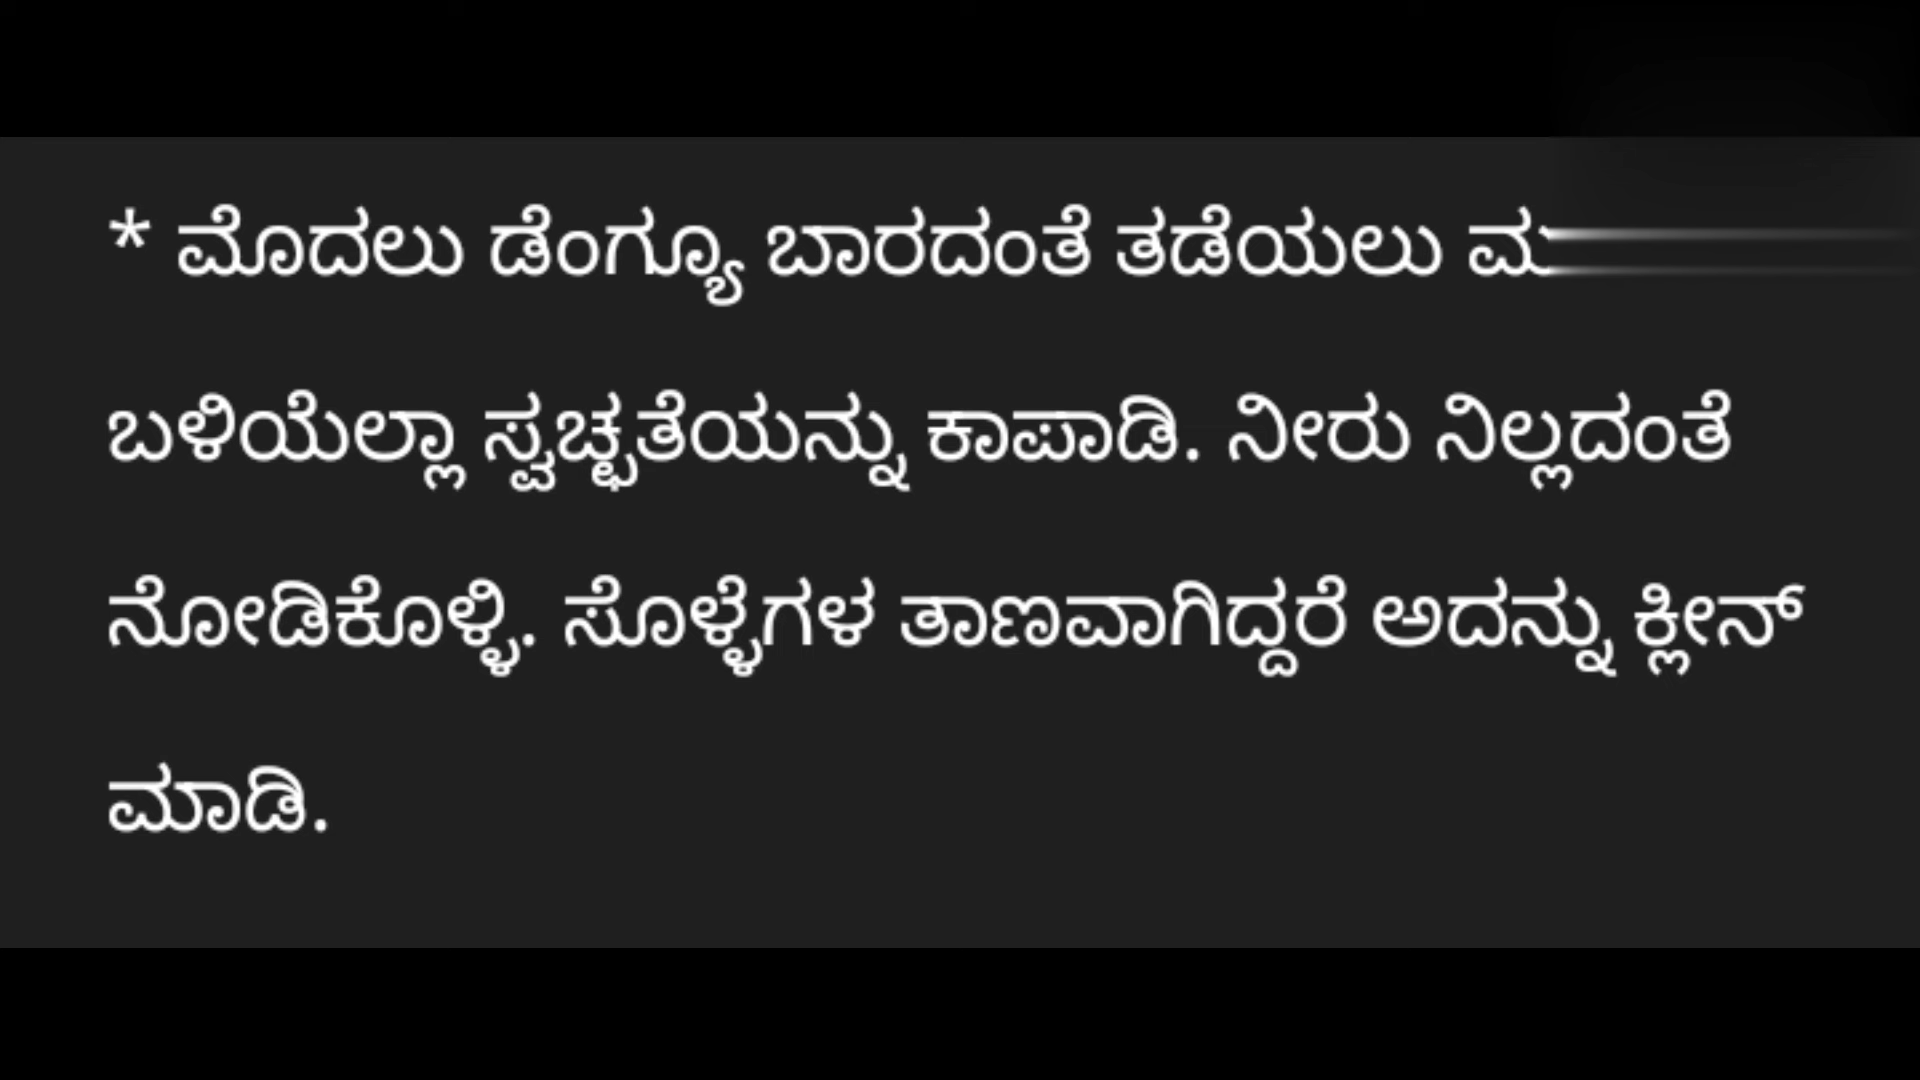 * ಮೊದಲು ಡೆಂಗ್ಯೂ ಬಾರದಂತೆ ತಡೆಯಲು
ಬಳಿಯೆಲ್ಲಾ ಸ್ವಚ್ಛತೆಯನ್ನು ಕಾಪಾಡಿ. ನೀರು ನಿಲ್ಲದಂತೆ
ನೋಡಿಕೊಳ್ಳಿ. ಸೊಳ್ಳೆಗಳ ತಾಣವಾಗಿದ್ದರೆ ಅದನ್ನು ಕ್ಲೀನ್
ಮಾಡಿ.